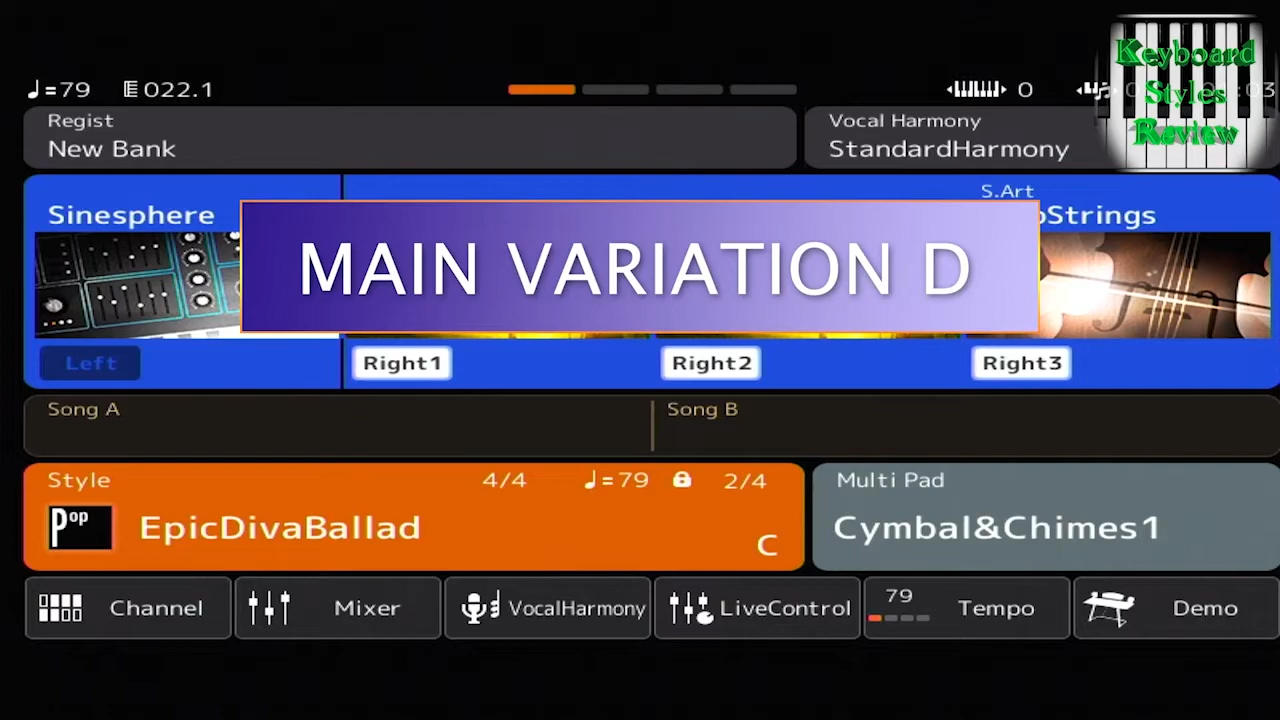 ♩=79
022.1
0
03
Keyboard
Styles
Review
Regist
New Bank
Vocal Harmony
StandardHarmony
Sinesphere
S.Art
Strings
MAIN VARIATION D
Left
Right1
Right2
Right3
Song A
Song B
Style
4/4
♩=79
2/4
Pop
EpicDivaBallad
C
Multi Pad
Cymbal&Chimes1
Channel
Mixer
VocalHarmony
LiveControl
79
Tempo
Demo